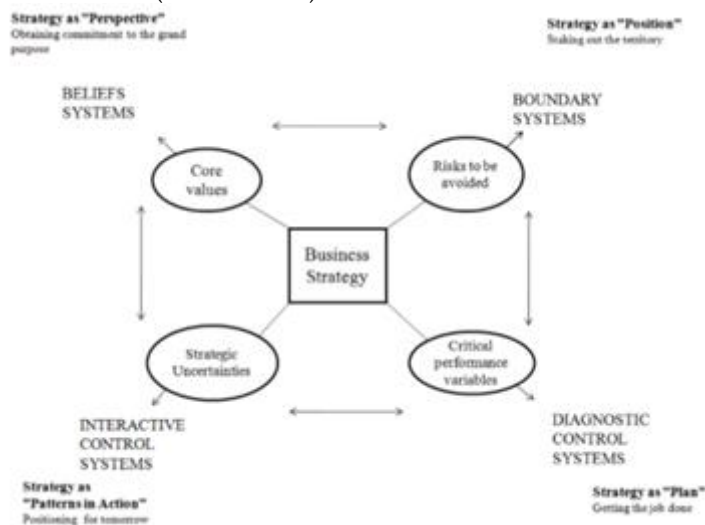 Strategy as "Perspective"
Obtaining commitment to the grand
purpose
Strategy as "Position"
Staking out the territory
BELIEFS
SYSTEMS
BOUNDARY
SYSTEMS
Core
values
Risks to be
avoided
Business
Strategy
Strategic
Uncertainties
Critical
performance
variables
INTERACTIVE
CONTROL
SYSTEMS
DIAGNOSTIC
CONTROL
SYSTEMS
Strategy as
"Patterns in Action"
Positioning for tomorrow
Strategy as "Plan"
Getting the job done